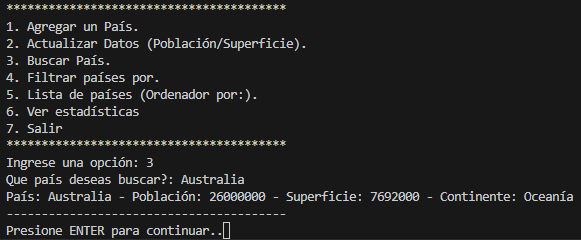 ****************************************
1. Agregar un País.
2. Actualizar Datos (Población/Superficie).
3. Buscar País.
4. Filtrar países por.
5. Lista de países (Ordenador por:).
6. Ver estadísticas
7. Salir
****************************************
Ingrese una opción: 3
Que país deseas buscar?: Australia
País: Australia - Población: 26000000 - Superficie: 7692000 - Continente: Oceanía
----------------------------------------
Presione ENTER para continuar..